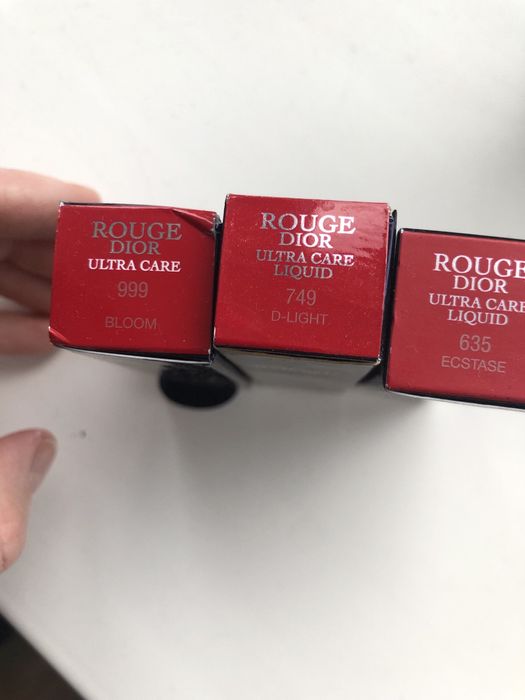 ROUGE
DIOR
ULTRA CARE
999
BLOOM
ROUGE
DIOR
ULTRA CARE
LIQUID
749
D-LIGHT
ROUGE
DIOR
ULTRA CARE
LIQUID
635
ECSTASE